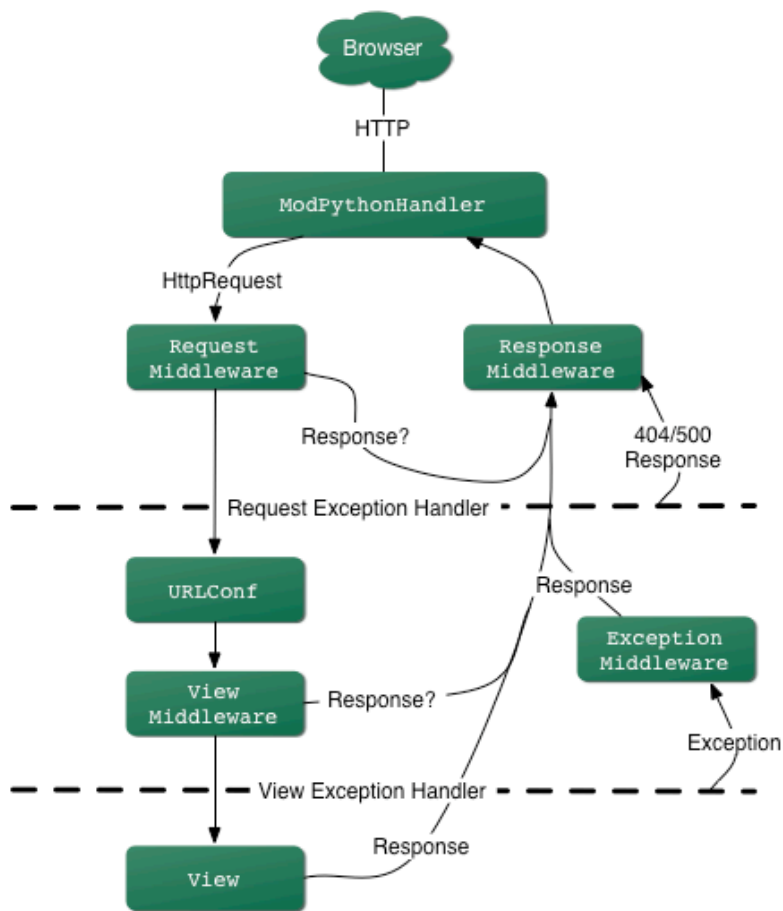 Browser
HTTP
ModPythonHandler
HttpRequest
Request
Middleware
Response
Middleware
Response?
404/500
Response
Request Exception Handler
URLConf
Response
Exception
Middleware
View
Middleware
Response?
Exception
View Exception Handler
Response
View